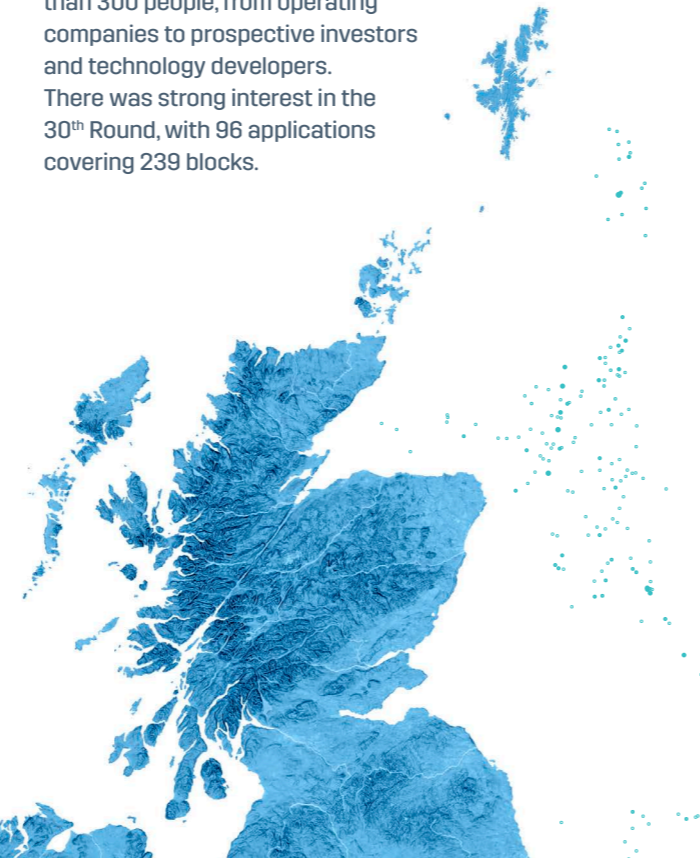 than 300 people, from operating
companies to prospective investors
and technology developers.
There was strong interest in the
30th Round, with 96 applications
covering 239 blocks.